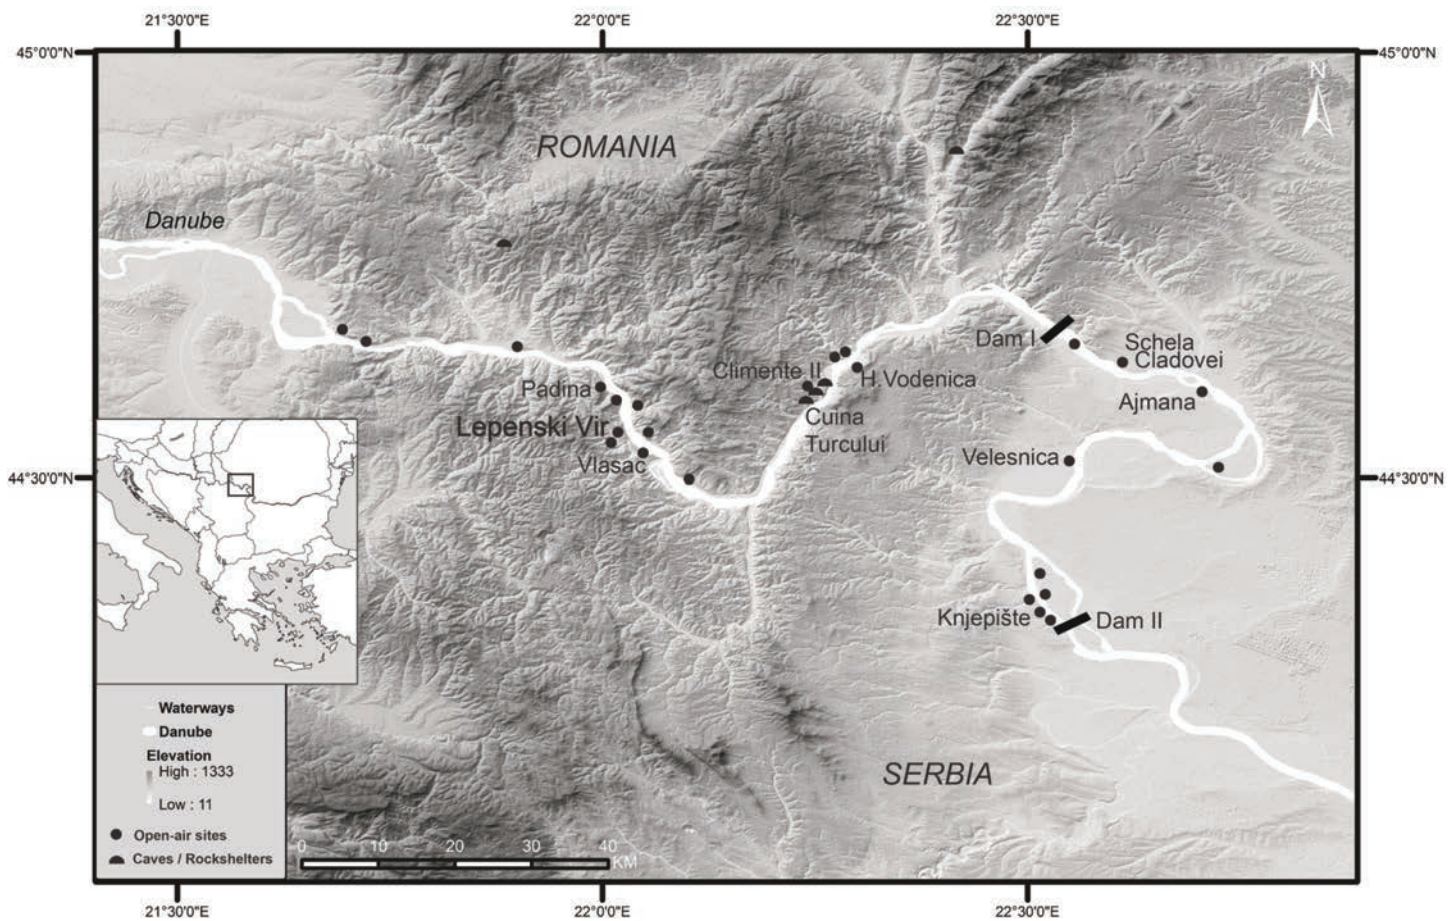 21°30'0"E 22°0'0"E 22°30'0"E
45°0'0"N 45°0'0"N
N
ROMANIA
Danube
Dam I
Schela
Cladovei
Climente II
H.Vodenica
Padina
Ajmana
Cuina
Turcului
Lepenski Vir
Vlasac
Velesnica
44°30'0"N 44°30'0"N
Knjepište
Dam II
SERBIA
Waterways
Danube
Elevation
High : 1333
Low : 11
Open-air sites
Caves / Rockshelters
0 10 20 30 40
KM
21°30'0"E 22°0'0"E 22°30'0"E